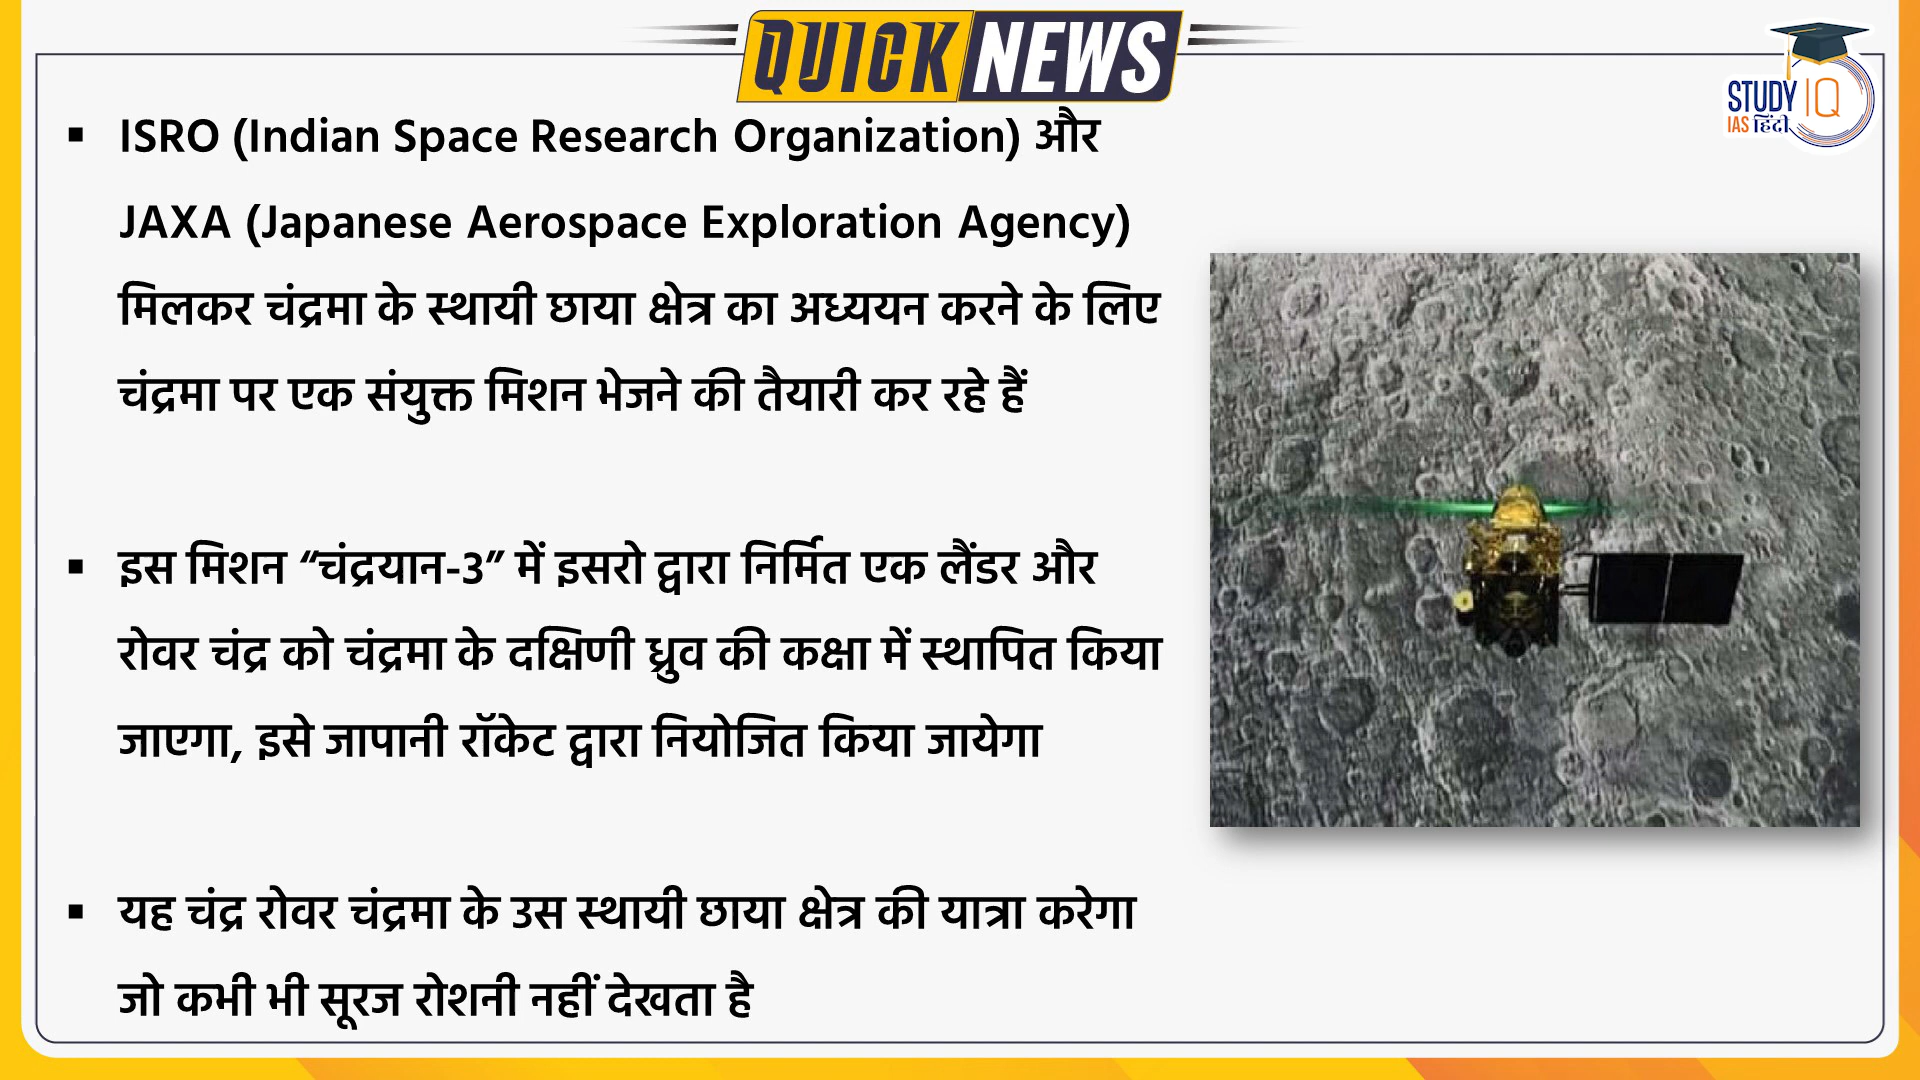 QUICK NEWS
STUDY IQ
IAS हिंदी
▪ ISRO (Indian Space Research Organization) और
JAXA (Japanese Aerospace Exploration Agency)
मिलकर चंद्रमा के स्थायी छाया क्षेत्र का अध्ययन करने के लिए
चंद्रमा पर एक संयुक्त मिशन भेजने की तैयारी कर रहे हैं
▪ इस मिशन “चंद्रयान-3” में इसरो द्वारा निर्मित एक लैंडर और
रोवर चंद्र को चंद्रमा के दक्षिणी ध्रुव की कक्षा में स्थापित किया
जाएगा, इसे जापानी रॉकेट द्वारा नियोजित किया जायेगा
▪ यह चंद्र रोवर चंद्रमा के उस स्थायी छाया क्षेत्र की यात्रा करेगा
जो कभी भी सूरज रोशनी नहीं देखता है